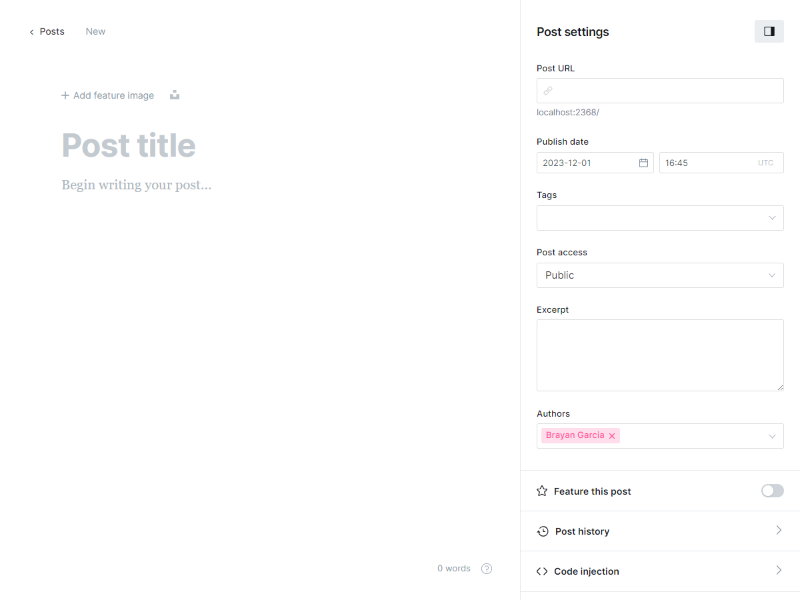 Posts New
Add feature image
Post title
Begin writing your post...
0 words
Post settings
Post URL
localhost:2368/
Publish date
2023-12-01 16:45 UTC
Tags
Post access
Public
Excerpt
Authors
Brayan Garcia
Feature this post
Post history
Code injection